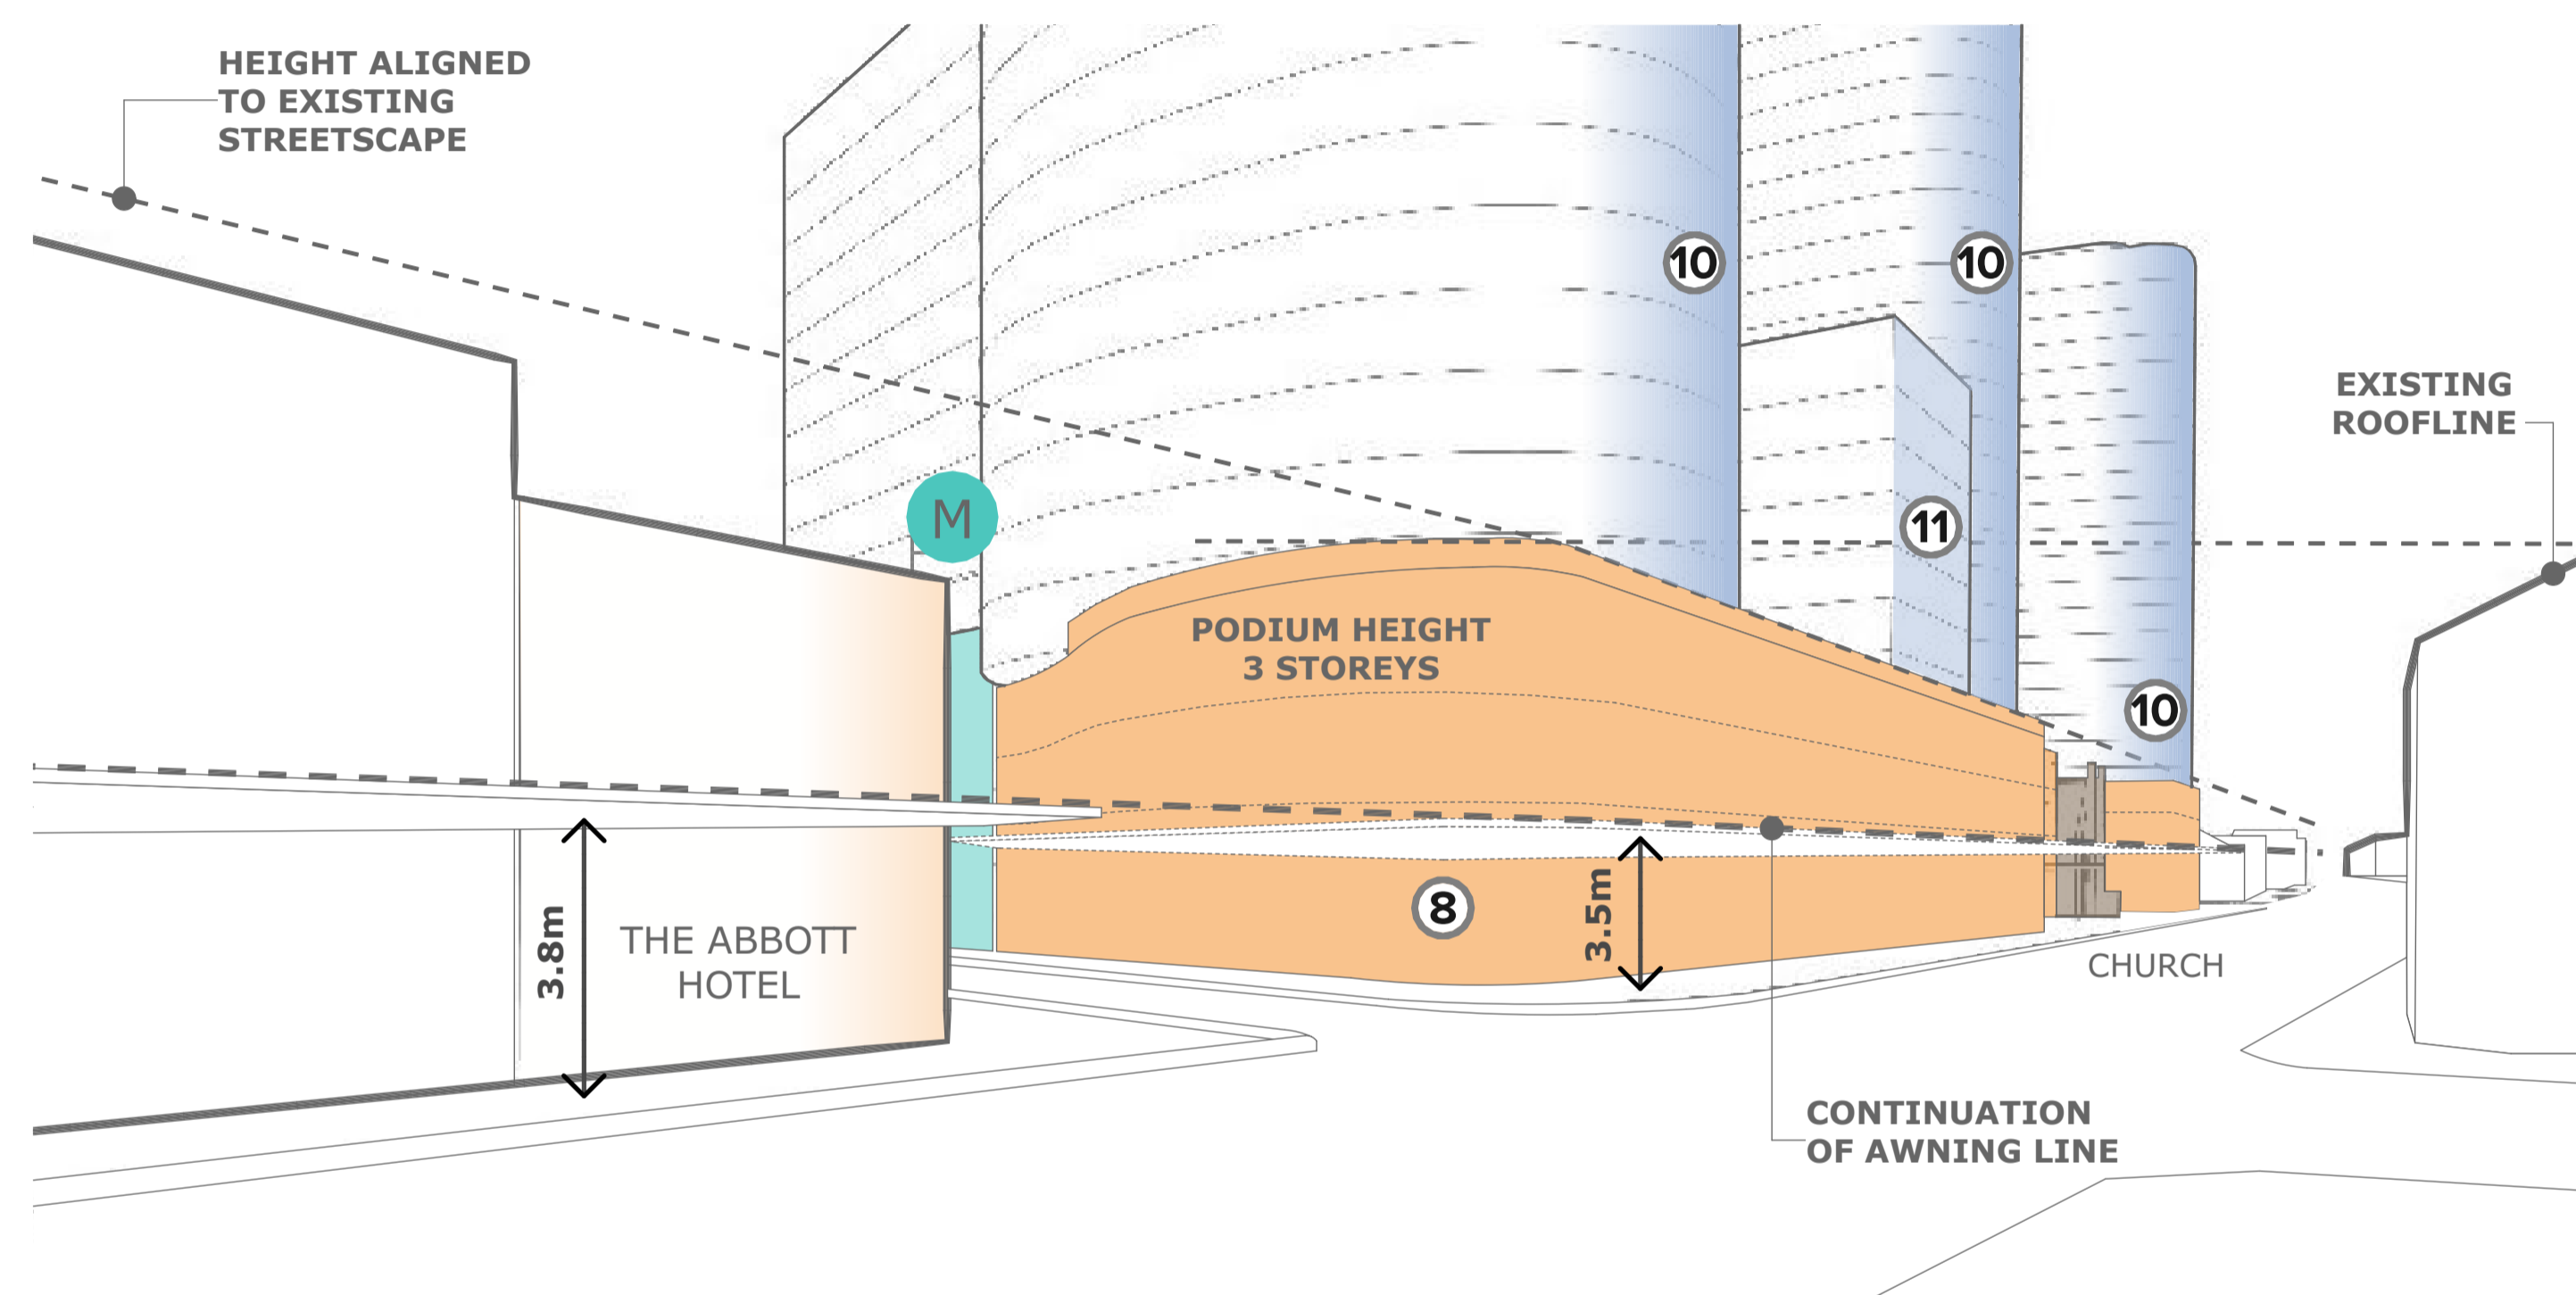 HEIGHT ALIGNED
TO EXISTING
STREETSCAPE
10
10
EXISTING
ROOFLINE
M
11
PODIUM HEIGHT
3 STOREYS
10
8
3.5m
3.8m
THE ABBOTT
HOTEL
CHURCH
CONTINUATION
OF AWNING LINE